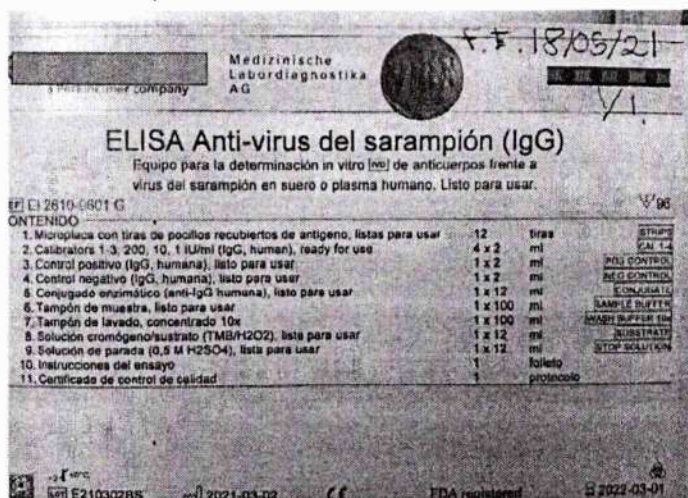 F.E. 18/05/21
Medizinische
Labordiagnostika
AG
a PerkinElmer company
V1.
ELISA Anti-virus del sarampión (IgG)
Equipo para la determinación in vitro [IVD] de anticuerpos frente a
virus del sarampión en suero o plasma humano. Listo para usar.
REF EI 2610-9601 G 96
CONTENIDO
1. Microplaca con tiras de pocillos recubiertos de antígeno, listas para usar 12 tiras STRIPS
2. Calibrators 1-3, 200, 10, 1 IU/ml (IgG, human), ready for use 4 x 2 ml CAL 1-4
3. Control positivo (IgG, humana), listo para usar 1 x 2 ml POS CONTROL
4. Control negativo (IgG, humana), listo para usar 1 x 2 ml NEG CONTROL
5. Conjugado enzimático (anti-IgG humana), listo para usar 1 x 12 ml CONJUGATE
6. Tampón de muestra, listo para usar 1 x 100 ml SAMPLE BUFFER
7. Tampón de lavado, concentrado 10x 1 x 100 ml WASH BUFFER 10x
8. Solución cromógeno/sustrato (TMB/H2O2), lista para usar 1 x 12 ml SUBSTRATE
9. Solución de parada (0,5 M H2SO4), lista para usar 1 x 12 ml STOP SOLUTION
10. Instrucciones del ensayo 1 folleto
11. Certificado de control de calidad 1 protocolo
LOT E210302BS 2021-03-02 CE FDA registered 2022-03-01